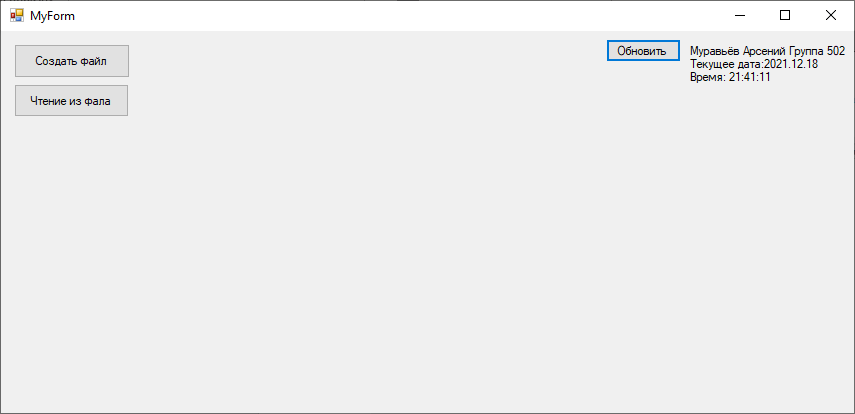 MyForm
Создать файл
Чтение из фала
Обновить
Муравьёв Арсений Группа 502
Текущее дата:2021.12.18
Время: 21:41:11